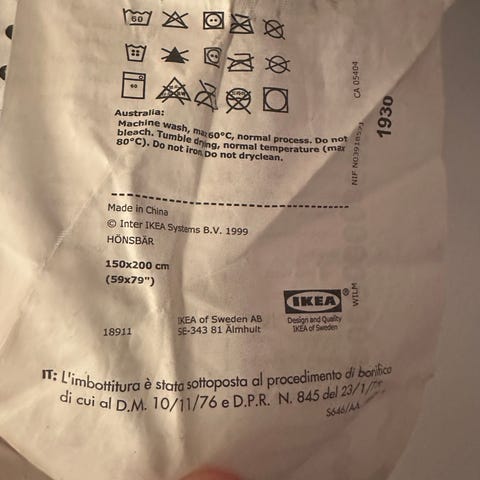 60
60
Australia:
Machine wash, max 60°C, normal process. Do not
bleach. Tumble drying, normal temperature (max
80°C). Do not iron. Do not dryclean.
CA 05404
1930
Made in China
© Inter IKEA Systems B.V. 1999
HÖNSBÄR
150x200 cm
(59x79")
IKEA®
Design and Quality
IKEA of Sweden
WILM
18911
IKEA of Sweden AB
SE-343 81 Älmhult
IT: L'imbottitura è stata sottoposta al procedimento di bonifica
di cui al D.M. 10/11/76 e D.P.R. N. 845 del 23/1/
S646/AA